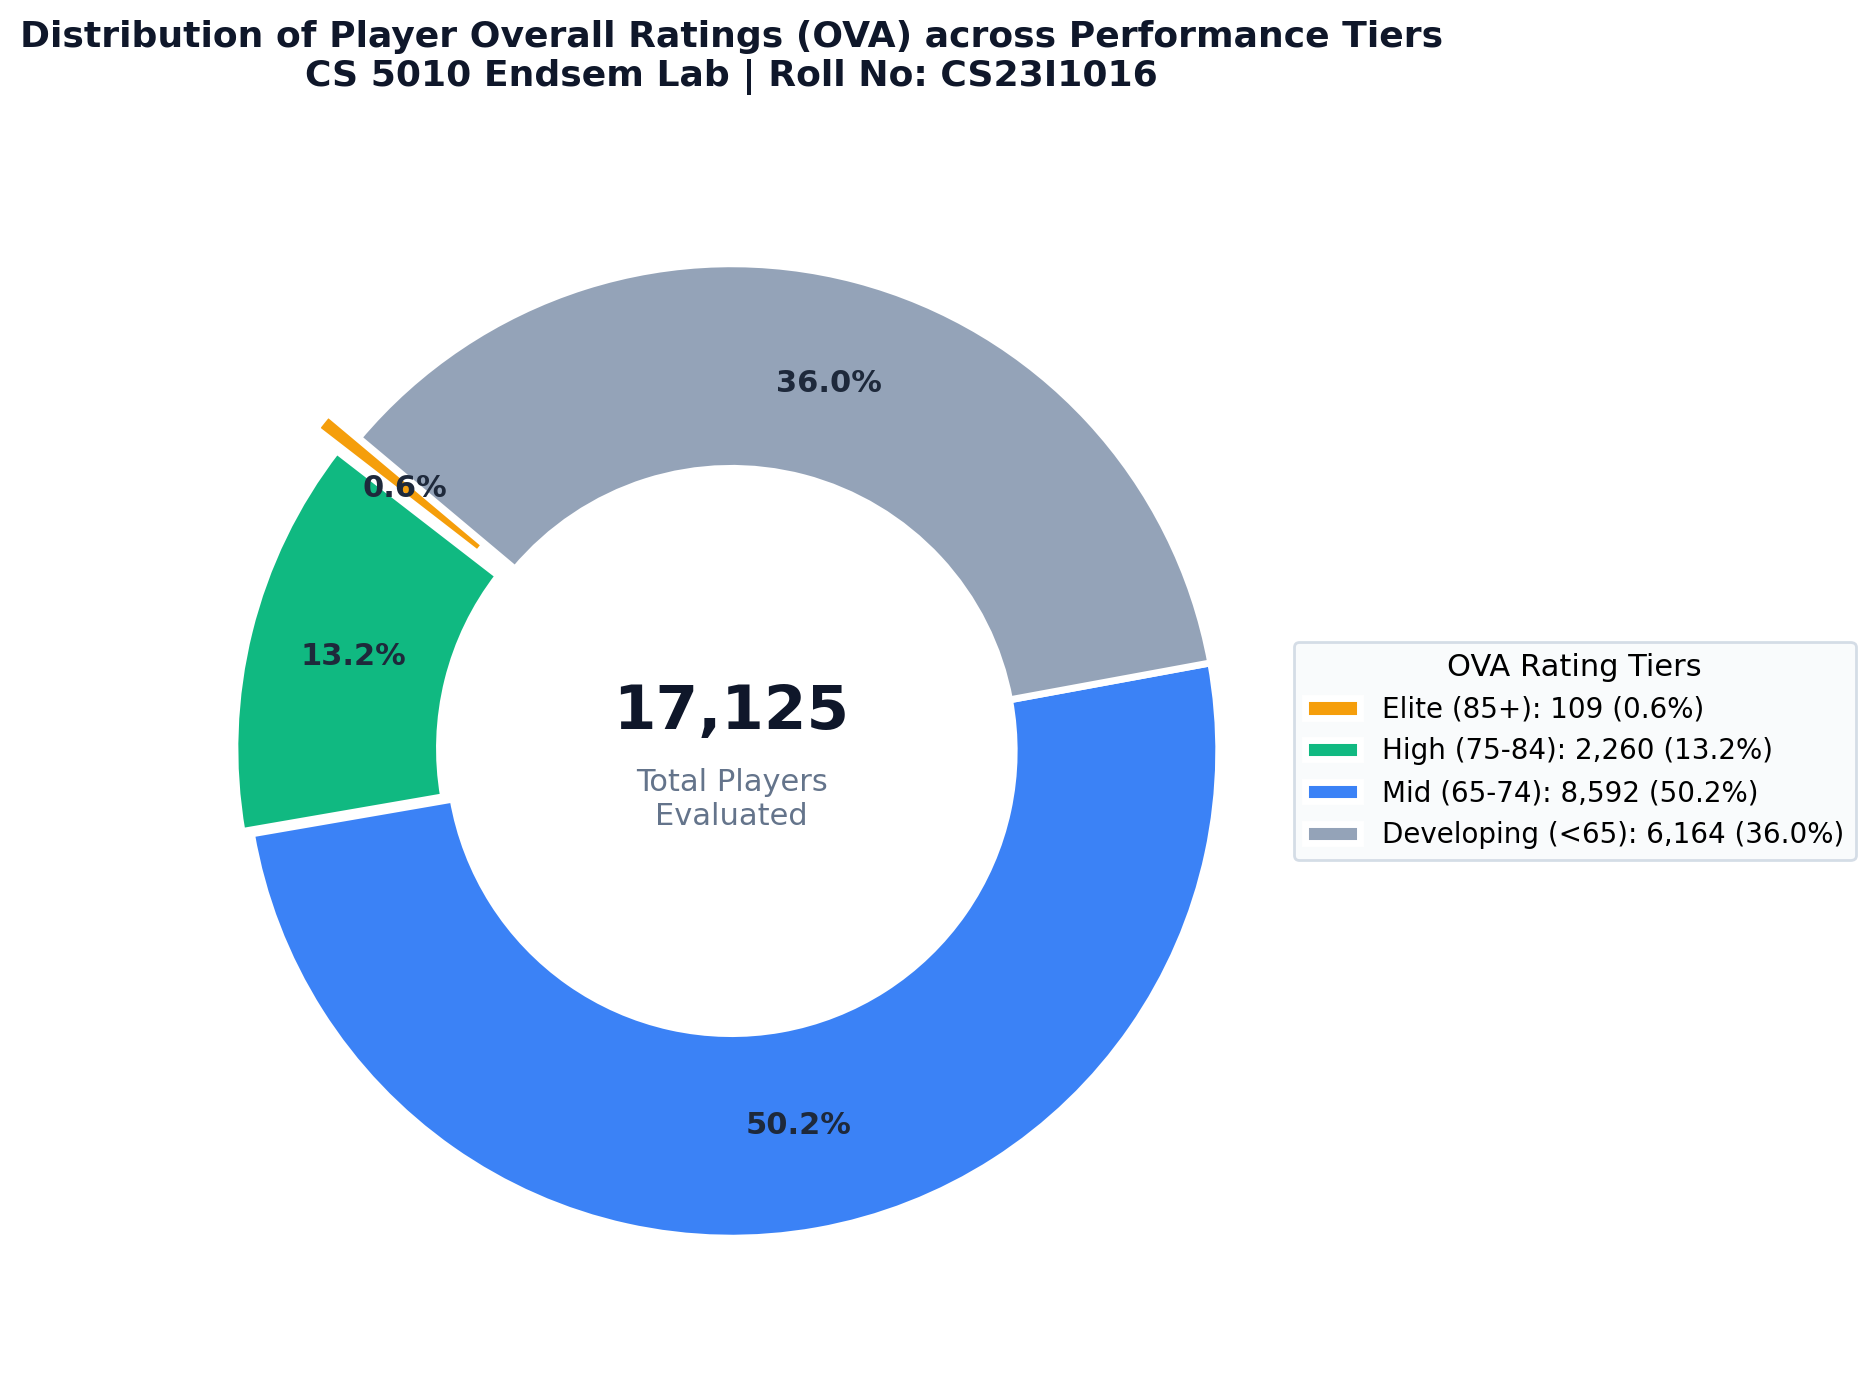 Distribution of Player Overall Ratings (OVA) across Performance Tiers
CS 5010 Endsem Lab | Roll No: CS23I1016
36.0%
0.6%
13.2%
17,125
Total Players
Evaluated
50.2%
OVA Rating Tiers
Elite (85+): 109 (0.6%)
High (75-84): 2,260 (13.2%)
Mid (65-74): 8,592 (50.2%)
Developing (<65): 6,164 (36.0%)